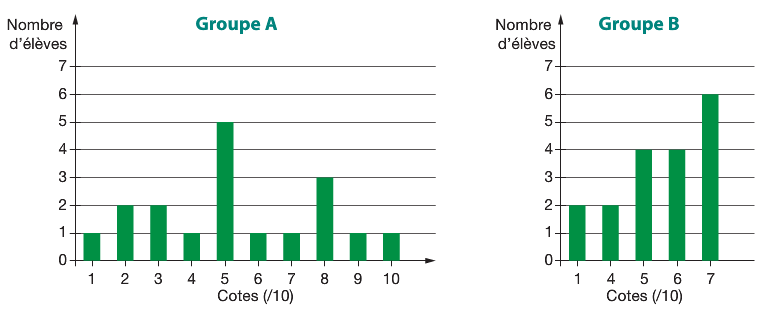 Groupe A
Nombre
d'élèves
7
6
5
4
3
2
1
0
1 2 3 4 5 6 7 8 9 10
Cotes (/10)
Groupe B
Nombre
d'élèves
7
6
5
4
3
2
1
0
1 4 5 6 7
Cotes (/10)